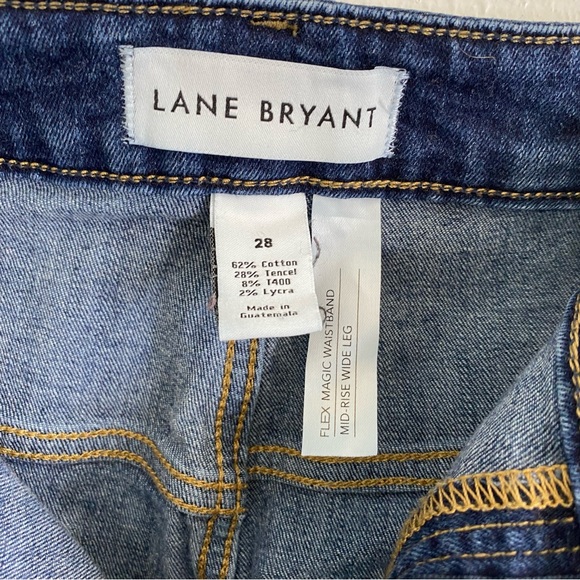 LANE BRYANT
28
62% Cotton
28% Tencel
8% T400
2% Lycra
Made in
Guatemala
FLEX MAGIC WAISTBAND
MID-RISE WIDE LEG